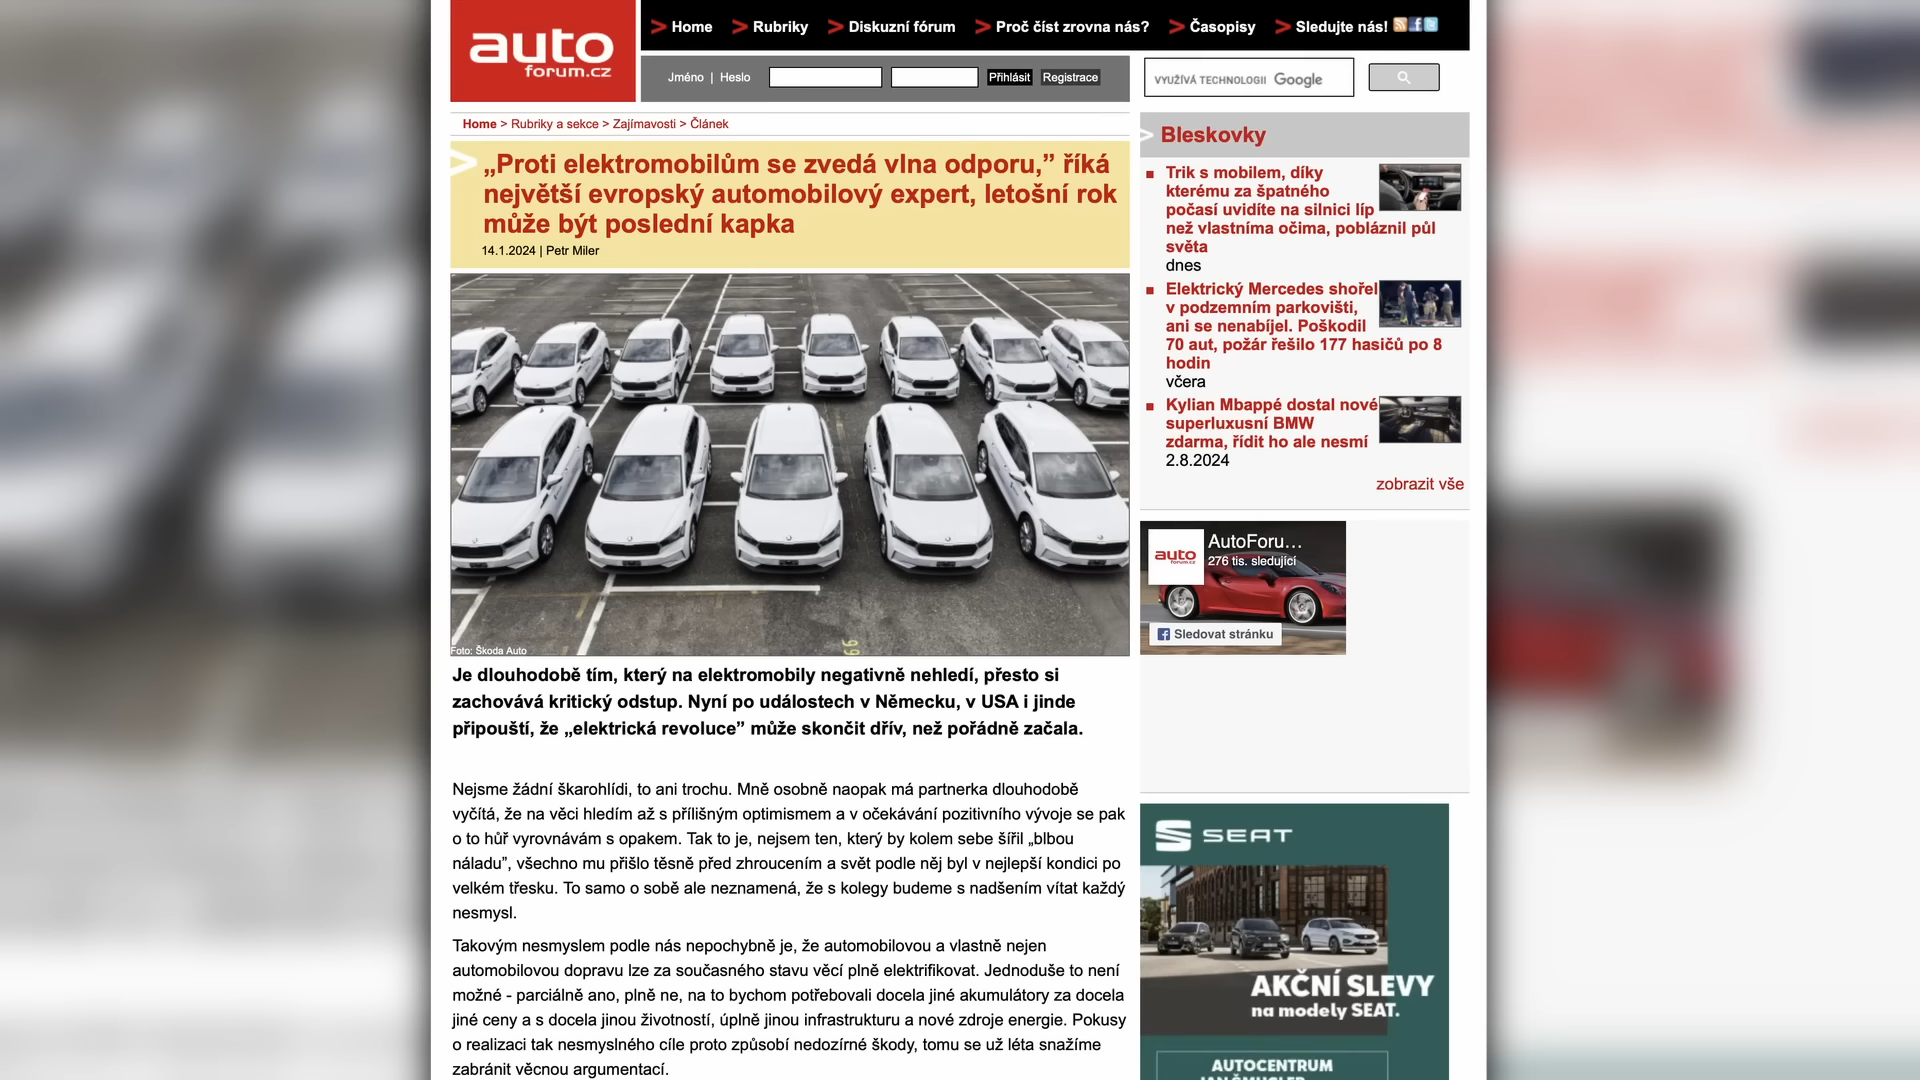 auto
forum.cz
Home
Rubriky
Diskuzní fórum
Proč číst zrovna nás?
Časopisy
Sledujte nás!
Jméno | Heslo
Přihlásit
Registrace
VYUŽÍVÁ TECHNOLOGII Google
Home > Rubriky a sekce > Zajímavosti > Článek
„Proti elektromobilům se zvedá vlna odporu,” říká
největší evropský automobilový expert, letošní rok
může být poslední kapka
14.1.2024 | Petr Miler
Foto: Škoda Auto
Je dlouhodobě tím, který na elektromobily negativně nehledí, přesto si
zachovává kritický odstup. Nyní po událostech v Německu, v USA i jinde
připouští, že „elektrická revoluce” může skončit dřív, než pořádně začala.
Nejsme žádní škarohlídi, to ani trochu. Mně osobně naopak má partnerka dlouhodobě
vyčítá, že na věci hledím až s přílišným optimismem a v očekávání pozitivního vývoje se pak
o to hůř vyrovnávám s opakem. Tak to je, nejsem ten, který by kolem sebe šířil „blbou
náladu”, všechno mu přišlo těsně před zhroucením a svět podle něj byl v nejlepší kondici po
velkém třesku. To samo o sobě ale neznamená, že s kolegy budeme s nadšením vítat každý
nesmysl.
Takovým nesmyslem podle nás nepochybně je, že automobilovou a vlastně nejen
automobilovou dopravu lze za současného stavu věcí plně elektrifikovat. Jednoduše to není
možné - parciálně ano, plně ne, na to bychom potřebovali docela jiné akumulátory za docela
jiné ceny a s docela jinou životností, úplně jinou infrastrukturu a nové zdroje energie. Pokusy
o realizaci tak nesmyslného cíle proto způsobí nedozírné škody, tomu se už léta snažíme
zabránit věcnou argumentací.
Bleskovky
Trik s mobilem, díky
kterému za špatného
počasí uvidíte na silnici líp
než vlastníma očima, pobláznil půl
světa
dnes
Elektrický Mercedes shořel
v podzemním parkovišti,
ani se nenabíjel. Poškodil
70 aut, požár řešilo 177 hasičů po 8
hodin
včera
Kylian Mbappé dostal nové
superluxusní BMW
zdarma, řídit ho ale nesmí
2.8.2024
zobrazit vše
auto
forum.cz
AutoForu…
276 tis. sledující
Sledovat stránku
SEAT
AKČNÍ SLEVY
na modely SEAT.
AUTOCENTRUM